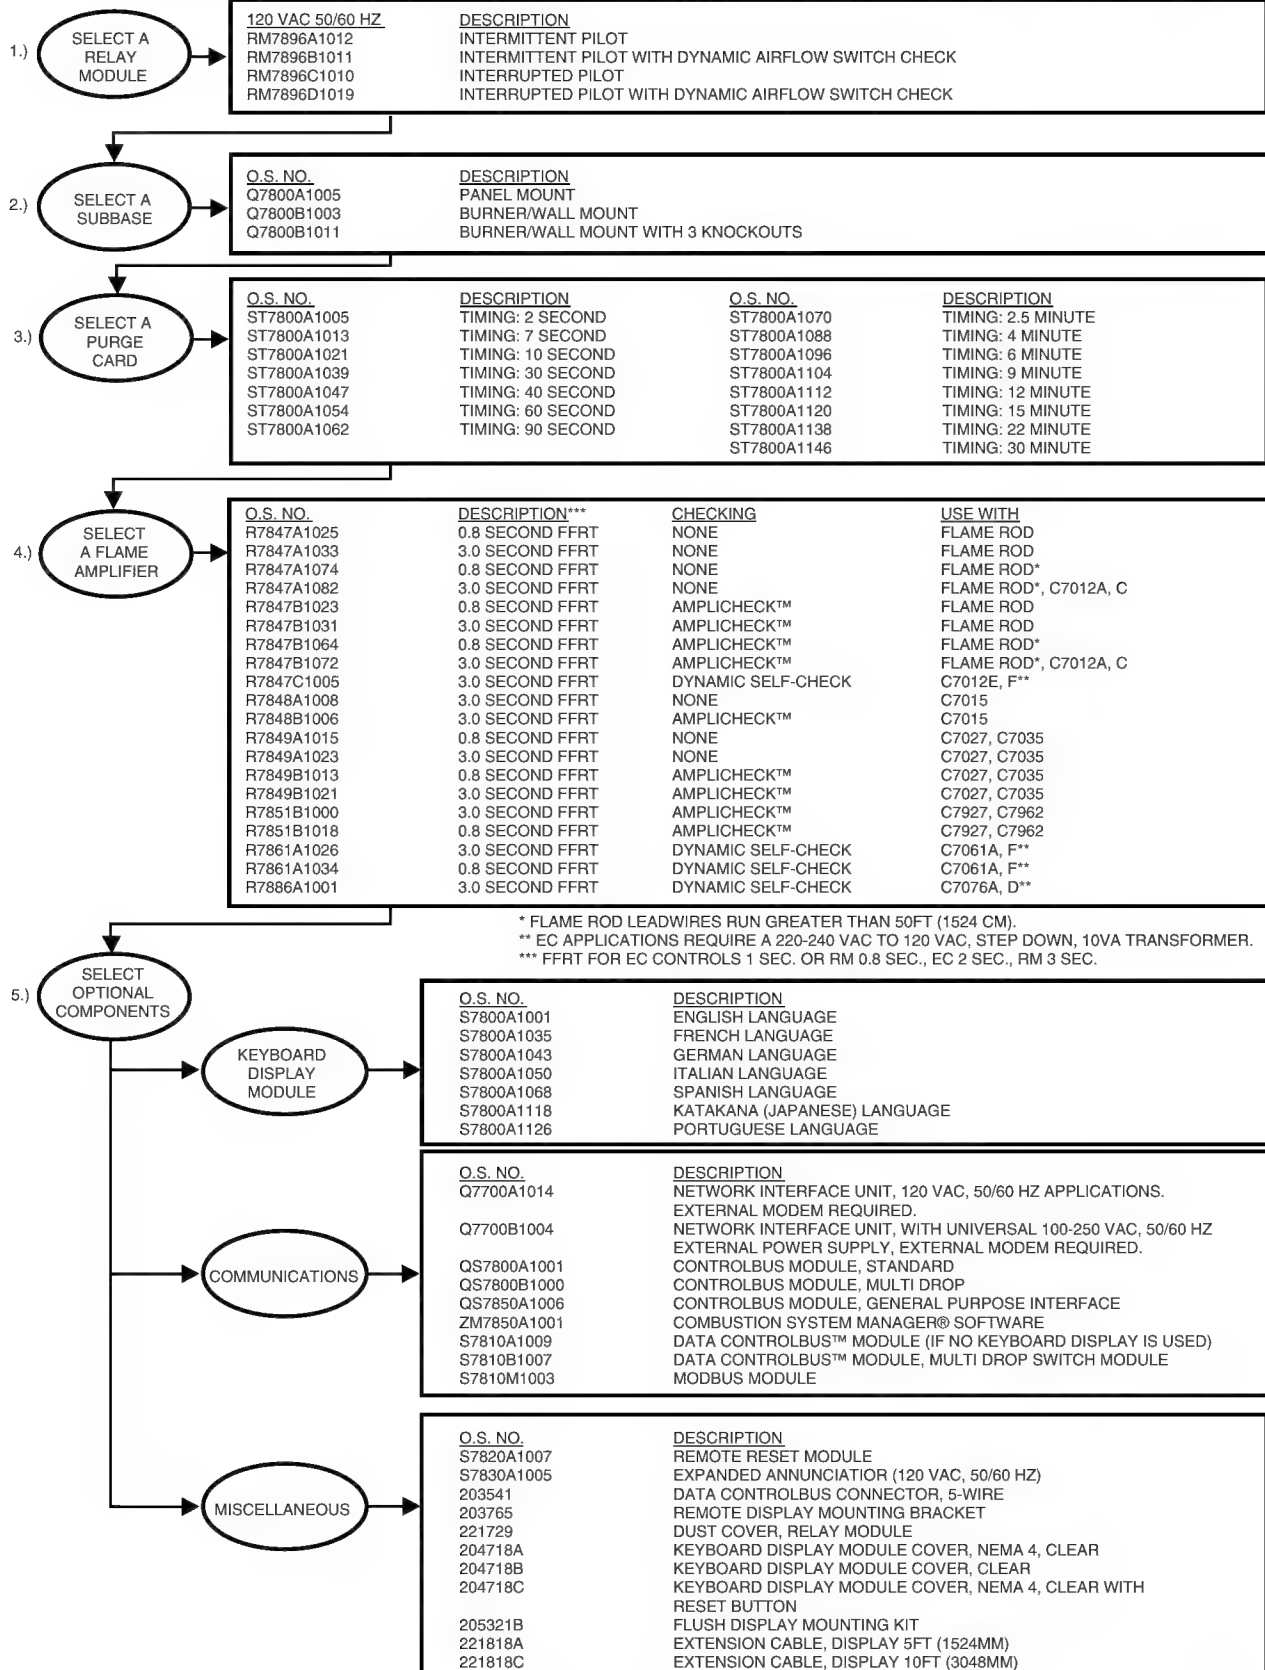 1.)
SELECT A
RELAY
MODULE
120 VAC 50/60 HZ DESCRIPTION
RM7896A1012 INTERMITTENT PILOT
RM7896B1011 INTERMITTENT PILOT WITH DYNAMIC AIRFLOW SWITCH CHECK
RM7896C1010 INTERRUPTED PILOT
RM7896D1019 INTERRUPTED PILOT WITH DYNAMIC AIRFLOW SWITCH CHECK
2.)
SELECT A
SUBBASE
O.S. NO. DESCRIPTION
Q7800A1005 PANEL MOUNT
Q7800B1003 BURNER/WALL MOUNT
Q7800B1011 BURNER/WALL MOUNT WITH 3 KNOCKOUTS
3.)
SELECT A
PURGE
CARD
O.S. NO. DESCRIPTION O.S. NO. DESCRIPTION
ST7800A1005 TIMING: 2 SECOND ST7800A1070 TIMING: 2.5 MINUTE
ST7800A1013 TIMING: 7 SECOND ST7800A1088 TIMING: 4 MINUTE
ST7800A1021 TIMING: 10 SECOND ST7800A1096 TIMING: 6 MINUTE
ST7800A1039 TIMING: 30 SECOND ST7800A1104 TIMING: 9 MINUTE
ST7800A1047 TIMING: 40 SECOND ST7800A1112 TIMING: 12 MINUTE
ST7800A1054 TIMING: 60 SECOND ST7800A1120 TIMING: 15 MINUTE
ST7800A1062 TIMING: 90 SECOND ST7800A1138 TIMING: 22 MINUTE
ST7800A1146 TIMING: 30 MINUTE
4.)
SELECT
A FLAME
AMPLIFIER
O.S. NO. DESCRIPTION*** CHECKING USE WITH
R7847A1025 0.8 SECOND FFRT NONE FLAME ROD
R7847A1033 3.0 SECOND FFRT NONE FLAME ROD
R7847A1074 0.8 SECOND FFRT NONE FLAME ROD*
R7847A1082 3.0 SECOND FFRT NONE FLAME ROD*, C7012A, C
R7847B1023 0.8 SECOND FFRT AMPLICHECK™ FLAME ROD
R7847B1031 3.0 SECOND FFRT AMPLICHECK™ FLAME ROD
R7847B1064 0.8 SECOND FFRT AMPLICHECK™ FLAME ROD*
R7847B1072 3.0 SECOND FFRT AMPLICHECK™ FLAME ROD*, C7012A, C
R7847C1005 3.0 SECOND FFRT DYNAMIC SELF-CHECK C7012E, F**
R7848A1008 3.0 SECOND FFRT NONE C7015
R7848B1006 3.0 SECOND FFRT AMPLICHECK™ C7015
R7849A1015 0.8 SECOND FFRT NONE C7027, C7035
R7849A1023 3.0 SECOND FFRT NONE C7027, C7035
R7849B1013 0.8 SECOND FFRT AMPLICHECK™ C7027, C7035
R7849B1021 3.0 SECOND FFRT AMPLICHECK™ C7027, C7035
R7851B1000 3.0 SECOND FFRT AMPLICHECK™ C7927, C7962
R7851B1018 0.8 SECOND FFRT AMPLICHECK™ C7927, C7962
R7861A1026 3.0 SECOND FFRT DYNAMIC SELF-CHECK C7061A, F**
R7861A1034 0.8 SECOND FFRT DYNAMIC SELF-CHECK C7061A, F**
R7886A1001 3.0 SECOND FFRT DYNAMIC SELF-CHECK C7076A, D**
* FLAME ROD LEADWIRES RUN GREATER THAN 50FT (1524 CM).
** EC APPLICATIONS REQUIRE A 220-240 VAC TO 120 VAC, STEP DOWN, 10VA TRANSFORMER.
*** FFRT FOR EC CONTROLS 1 SEC. OR RM 0.8 SEC., EC 2 SEC., RM 3 SEC.
5.)
SELECT
OPTIONAL
COMPONENTS
KEYBOARD
DISPLAY
MODULE
O.S. NO. DESCRIPTION
S7800A1001 ENGLISH LANGUAGE
S7800A1035 FRENCH LANGUAGE
S7800A1043 GERMAN LANGUAGE
S7800A1050 ITALIAN LANGUAGE
S7800A1068 SPANISH LANGUAGE
S7800A1118 KATAKANA (JAPANESE) LANGUAGE
S7800A1126 PORTUGUESE LANGUAGE
COMMUNICATIONS
O.S. NO. DESCRIPTION
Q7700A1014 NETWORK INTERFACE UNIT, 120 VAC, 50/60 HZ APPLICATIONS.
EXTERNAL MODEM REQUIRED.
Q7700B1004 NETWORK INTERFACE UNIT, WITH UNIVERSAL 100-250 VAC, 50/60 HZ
EXTERNAL POWER SUPPLY, EXTERNAL MODEM REQUIRED.
QS7800A1001 CONTROLBUS MODULE, STANDARD
QS7800B1000 CONTROLBUS MODULE, MULTI DROP
QS7850A1006 CONTROLBUS MODULE, GENERAL PURPOSE INTERFACE
ZM7850A1001 COMBUSTION SYSTEM MANAGER® SOFTWARE
S7810A1009 DATA CONTROLBUS™ MODULE (IF NO KEYBOARD DISPLAY IS USED)
S7810B1007 DATA CONTROLBUS™ MODULE, MULTI DROP SWITCH MODULE
S7810M1003 MODBUS MODULE
MISCELLANEOUS
O.S. NO. DESCRIPTION
S7820A1007 REMOTE RESET MODULE
S7830A1005 EXPANDED ANNUNCIATIOR (120 VAC, 50/60 HZ)
203541 DATA CONTROLBUS CONNECTOR, 5-WIRE
203765 REMOTE DISPLAY MOUNTING BRACKET
221729 DUST COVER, RELAY MODULE
204718A KEYBOARD DISPLAY MODULE COVER, NEMA 4, CLEAR
204718B KEYBOARD DISPLAY MODULE COVER, CLEAR
204718C KEYBOARD DISPLAY MODULE COVER, NEMA 4, CLEAR WITH
RESET BUTTON
205321B FLUSH DISPLAY MOUNTING KIT
221818A EXTENSION CABLE, DISPLAY 5FT (1524MM)
221818C EXTENSION CABLE, DISPLAY 10FT (3048MM)